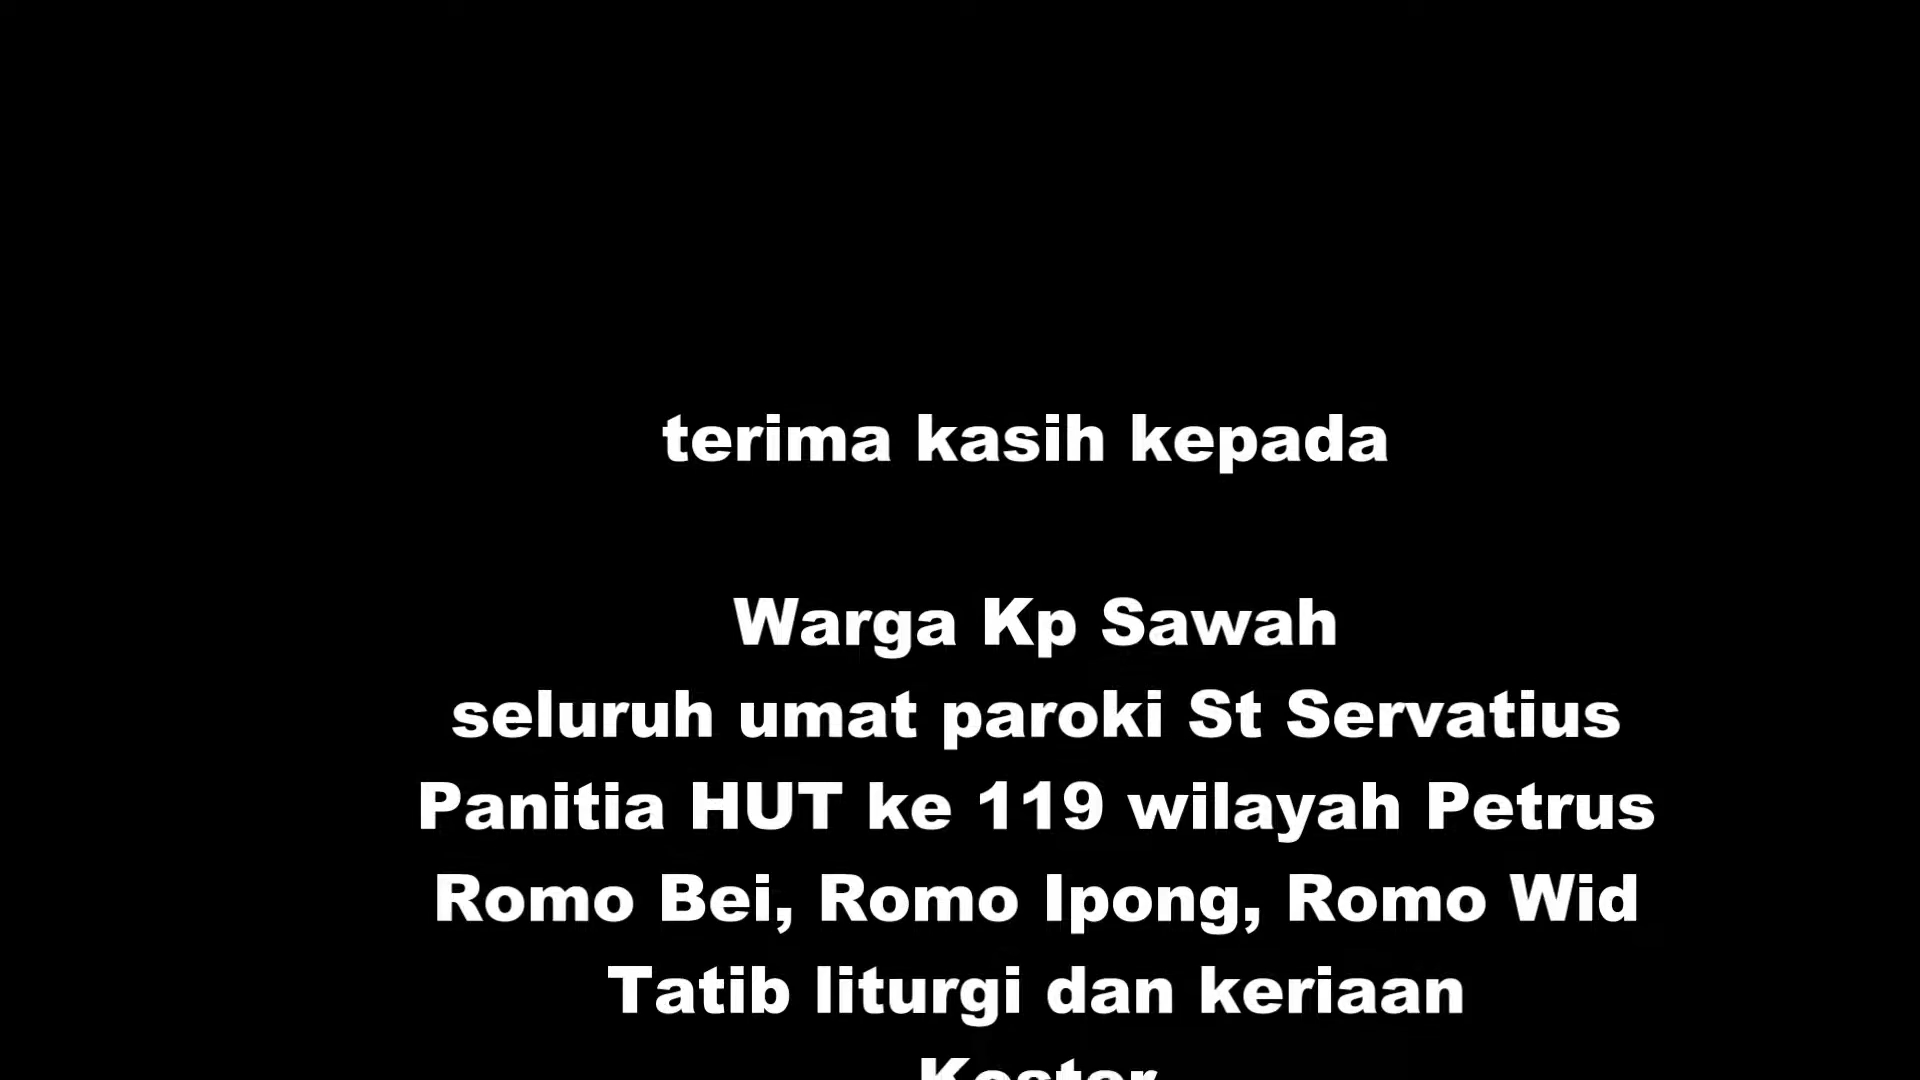 terima kasih kepada
Warga Kp Sawah
seluruh umat paroki St Servatius
Panitia HUT ke 119 wilayah Petrus
Romo Bei, Romo Ipong, Romo Wid
Tatib liturgi dan keriaan
Kostar